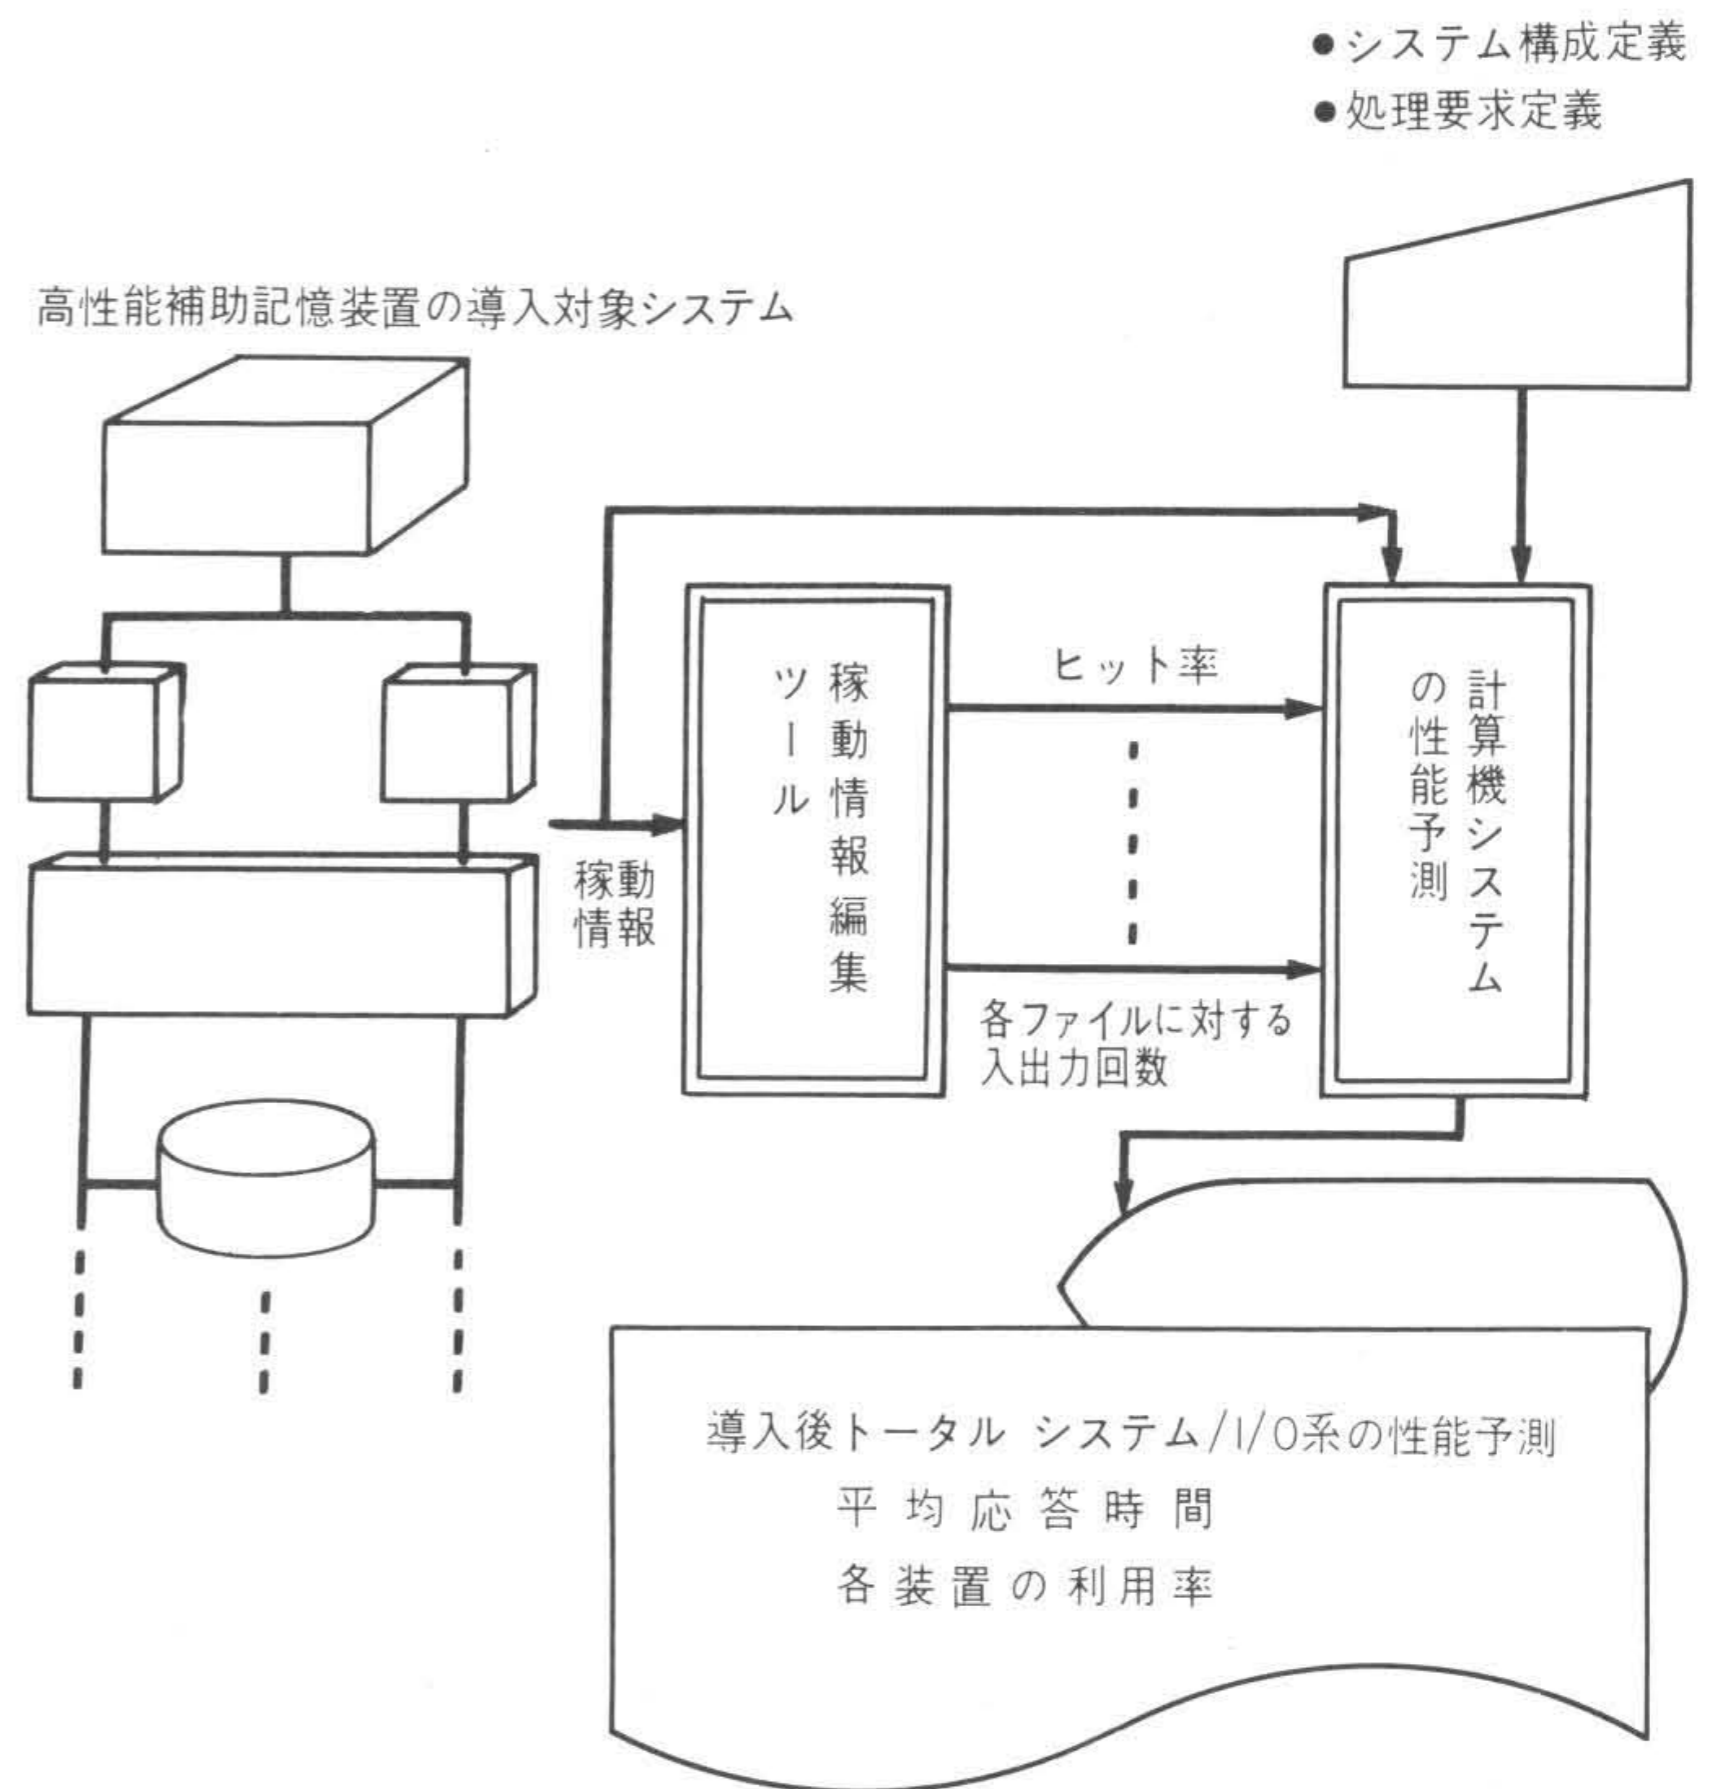 ●システム構成定義
●処理要求定義
高性能補助記憶装置の導入対象システム
稼動
情報
稼動情報編集
ツール
ヒット率
各ファイルに対する
入出力回数
計算機システム
の性能予測
導入後トータル システム/I/O系の性能予測
平均応答時間
各装置の利用率